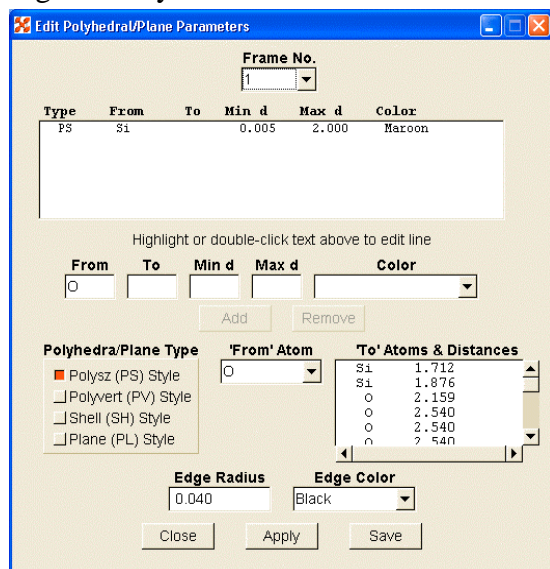 Edit Polyhedral/Plane Parameters
Frame No.
1
Type From To Min d Max d Color
PS Si 0.005 2.000 Maroon
Highlight or double-click text above to edit line
From To Min d Max d Color
O
Add Remove
Polyhedra/Plane Type 'From' Atom 'To' Atoms & Distances
Polysz (PS) Style
Polyvert (PV) Style
Shell (SH) Style
Plane (PL) Style
O
Si 1.712
Si 1.876
O 2.159
O 2.540
O 2.540
O 2.540
Edge Radius Edge Color
0.040 Black
Close Apply Save